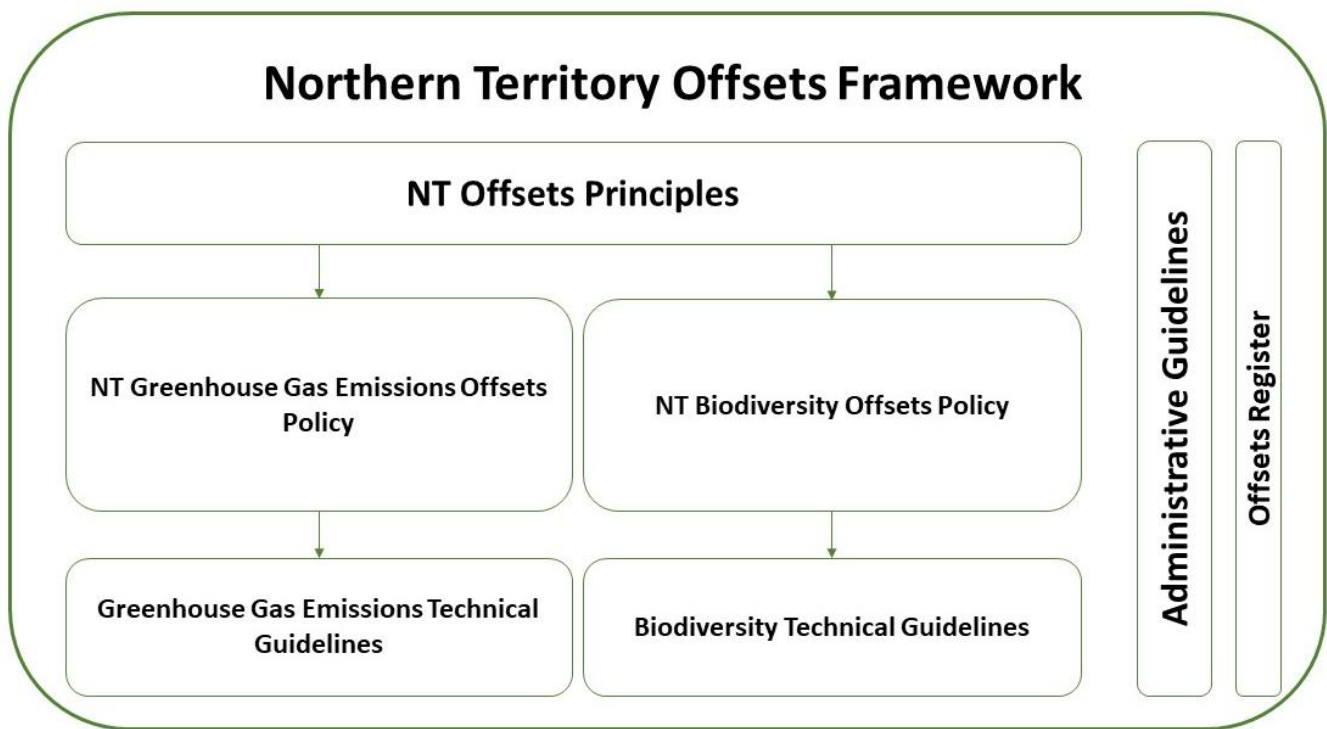 Northern Territory Offsets Framework
NT Offsets Principles
NT Greenhouse Gas Emissions Offsets
Policy
NT Biodiversity Offsets Policy
Greenhouse Gas Emissions Technical
Guidelines
Biodiversity Technical Guidelines
Administrative Guidelines
Offsets Register